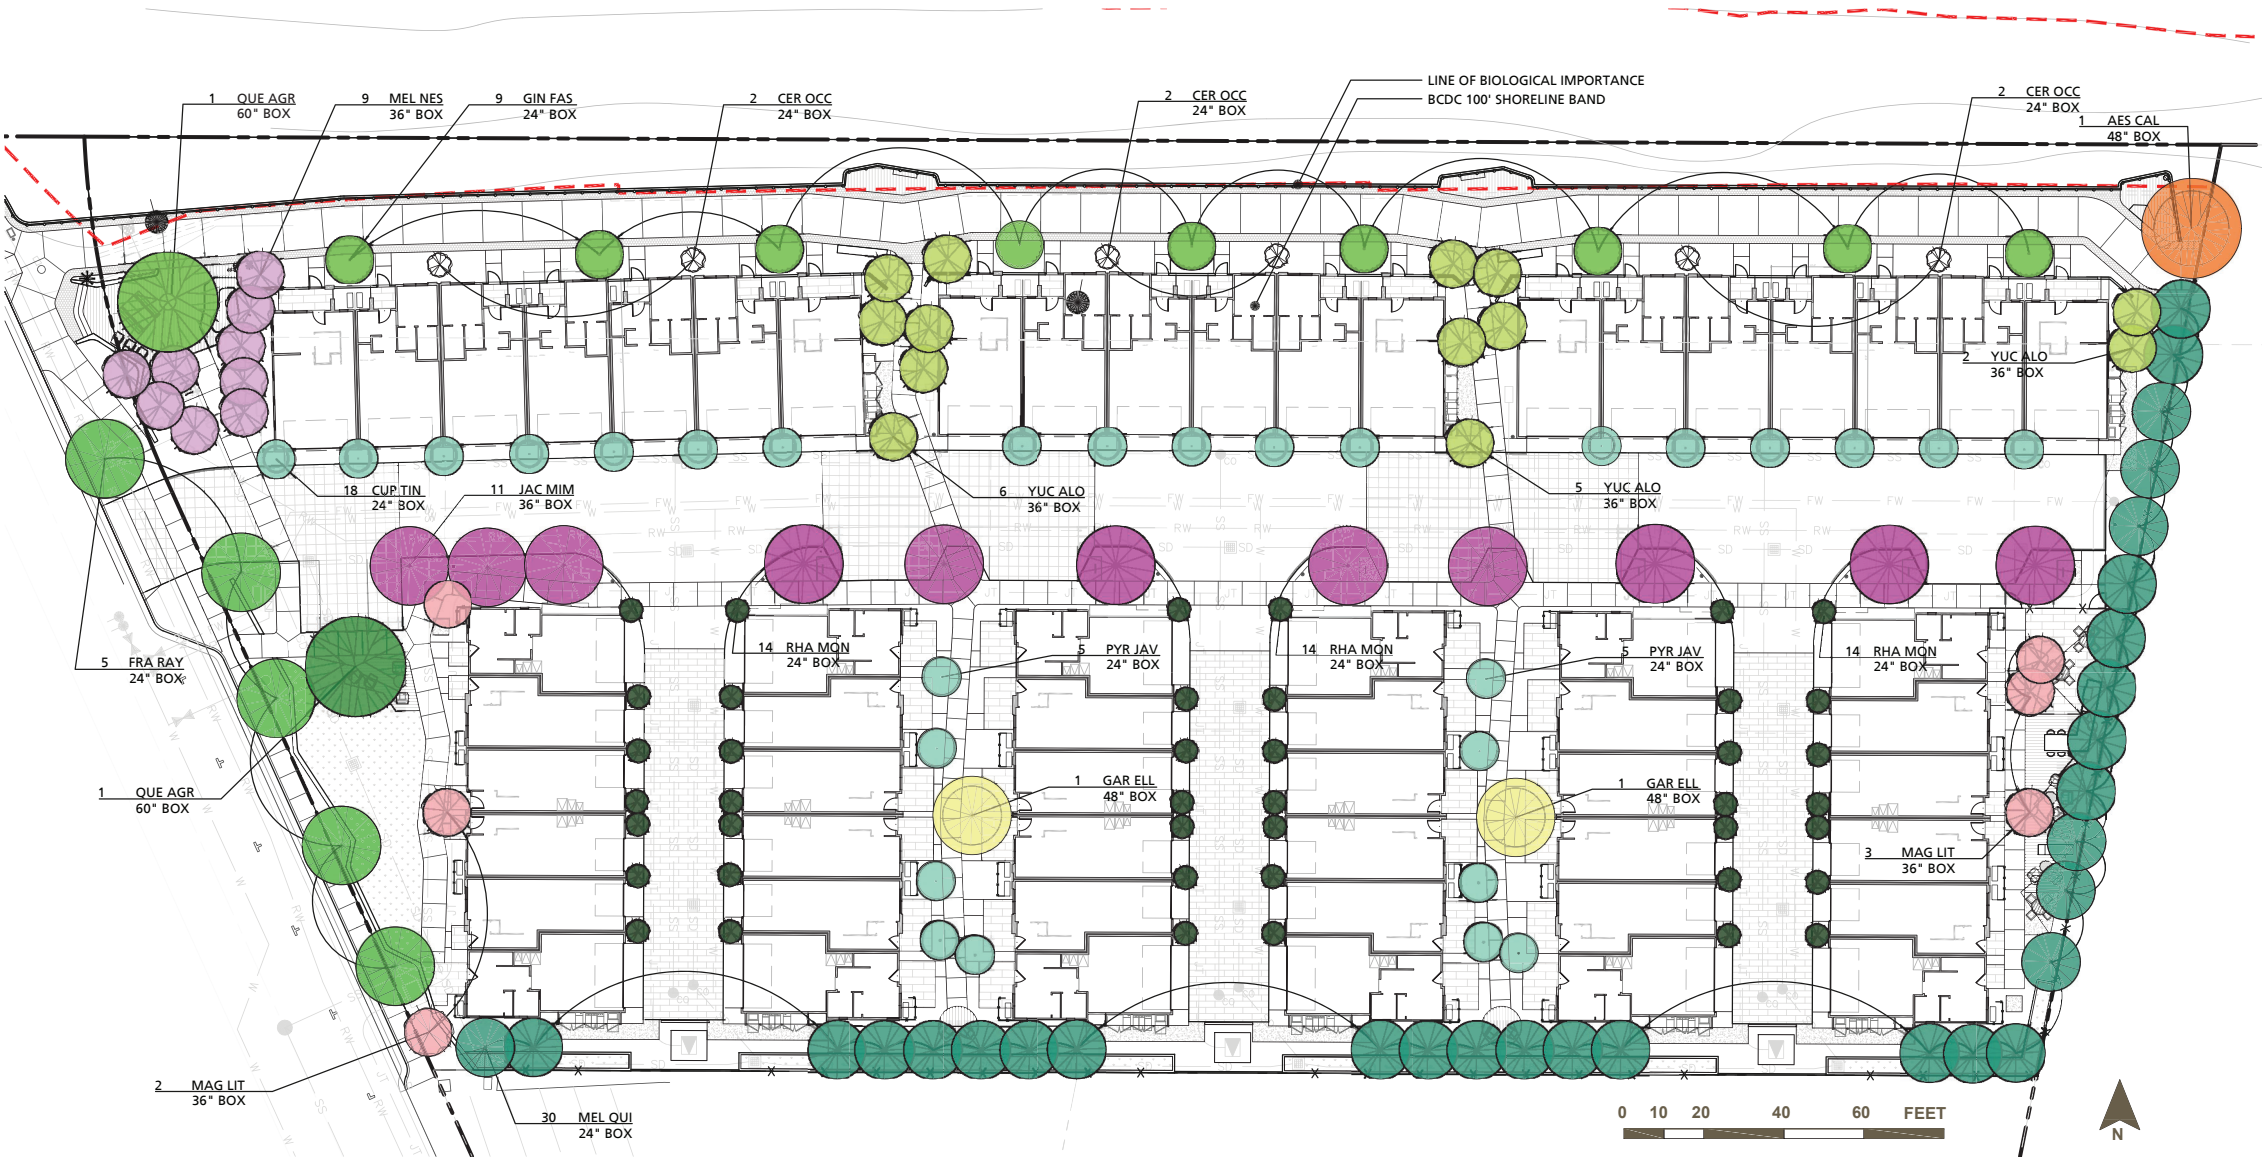 LINE OF BIOLOGICAL IMPORTANCE
BCDC 100' SHORELINE BAND
1 QUE AGR
60" BOX
9 MEL NES
36" BOX
9 GIN FAS
24" BOX
2 CER OCC
24" BOX
2 CER OCC
24" BOX
2 CER OCC
24" BOX
1 AES CAL
48" BOX
2 YUC ALO
36" BOX
18 CUP TIN
24" BOX
11 JAC MIM
36" BOX
6 YUC ALO
36" BOX
5 YUC ALO
36" BOX
5 FRA RAY
24" BOX
14 RHA MON
24" BOX
5 PYR JAV
24" BOX
14 RHA MON
24" BOX
5 PYR JAV
24" BOX
14 RHA MON
24" BOX
1 QUE AGR
60" BOX
1 GAR ELL
48" BOX
1 GAR ELL
48" BOX
3 MAG LIT
36" BOX
2 MAG LIT
36" BOX
30 MEL QUI
24" BOX
0 10 20 40 60 FEET
N